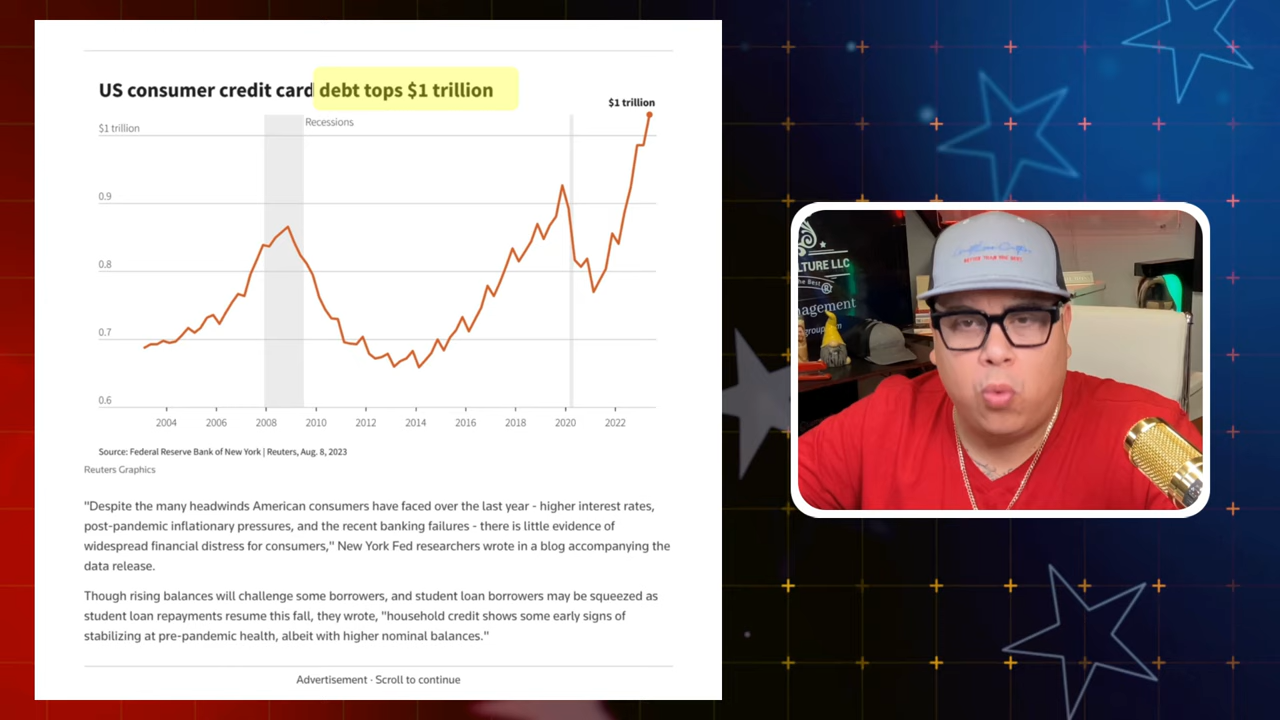 US consumer credit card debt tops $1 trillion
$1 trillion
$1 trillion
Recessions
0.9
0.8
0.7
0.6
2004 2006 2008 2010 2012 2014 2016 2018 2020 2022
Source: Federal Reserve Bank of New York | Reuters, Aug. 8, 2023
Reuters Graphics
"Despite the many headwinds American consumers have faced over the last year - higher interest rates,
post-pandemic inflationary pressures, and the recent banking failures - there is little evidence of
widespread financial distress for consumers," New York Fed researchers wrote in a blog accompanying the
data release.
Though rising balances will challenge some borrowers, and student loan borrowers may be squeezed as
student loan repayments resume this fall, they wrote, "household credit shows some early signs of
stabilizing at pre-pandemic health, albeit with higher nominal balances."
Advertisement · Scroll to continue
LTURE LLC
he Best
®
nagement
BETTER THAN THE BEST